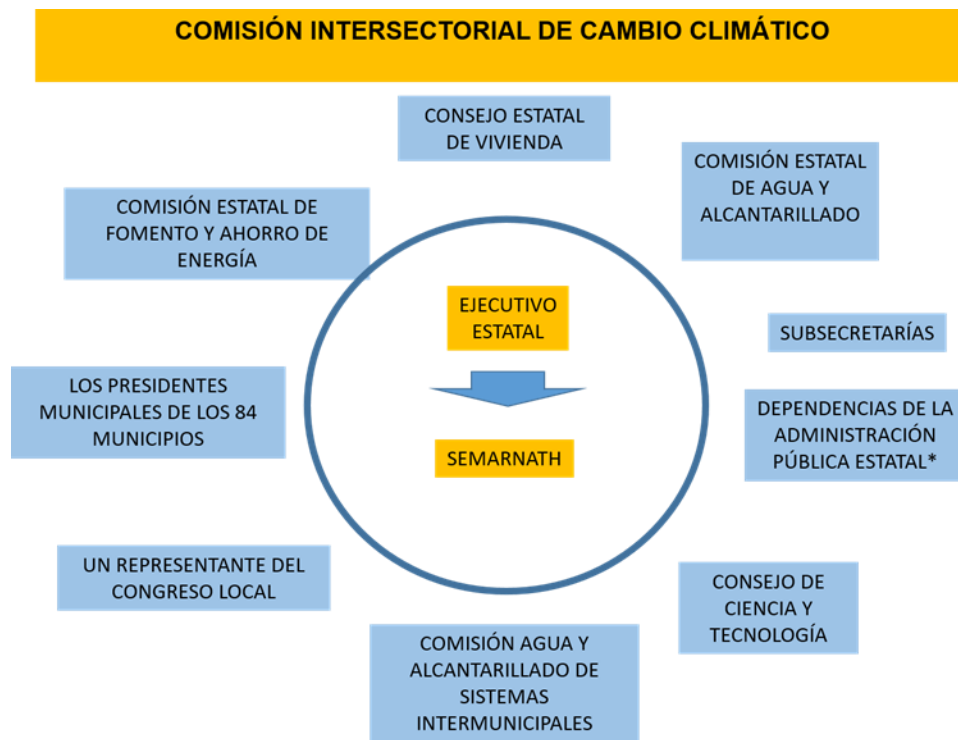 COMISIÓN INTERSECTORIAL DE CAMBIO CLIMÁTICO
CONSEJO ESTATAL
DE VIVIENDA
COMISIÓN ESTATAL
DE AGUA Y
ALCANTARILLADO
COMISIÓN ESTATAL DE
FOMENTO Y AHORRO DE
ENERGÍA
EJECUTIVO
ESTATAL
SUBSECRETARÍAS
LOS PRESIDENTES
MUNICIPALES DE LOS 84
MUNICIPIOS
DEPENDENCIAS DE LA
ADMINISTRACIÓN
PÚBLICA ESTATAL*
SEMARNATH
UN REPRESENTANTE DEL
CONGRESO LOCAL
CONSEJO DE
CIENCIA Y
TECNOLOGÍA
COMISIÓN AGUA Y
ALCANTARILLADO DE
SISTEMAS
INTERMUNICIPALES